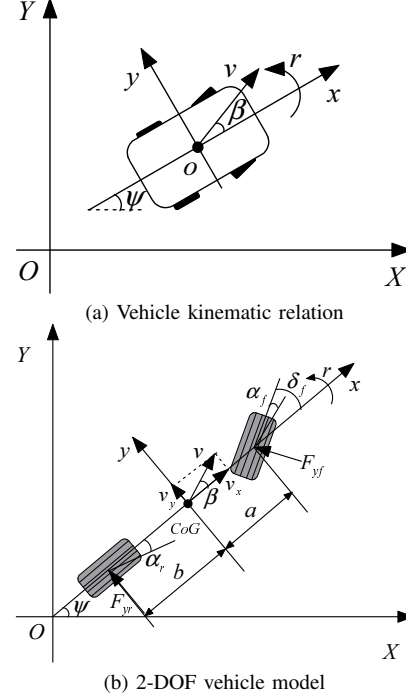 Y
y
v
r
x
β
o
ψ
O
X
(a) Vehicle kinematic relation
Y
α_f
δ_f
r
x
y
v
F_yf
v_y
v_x
β
CoG
a
α_r
b
ψ
F_yr
O
X
(b) 2-DOF vehicle model